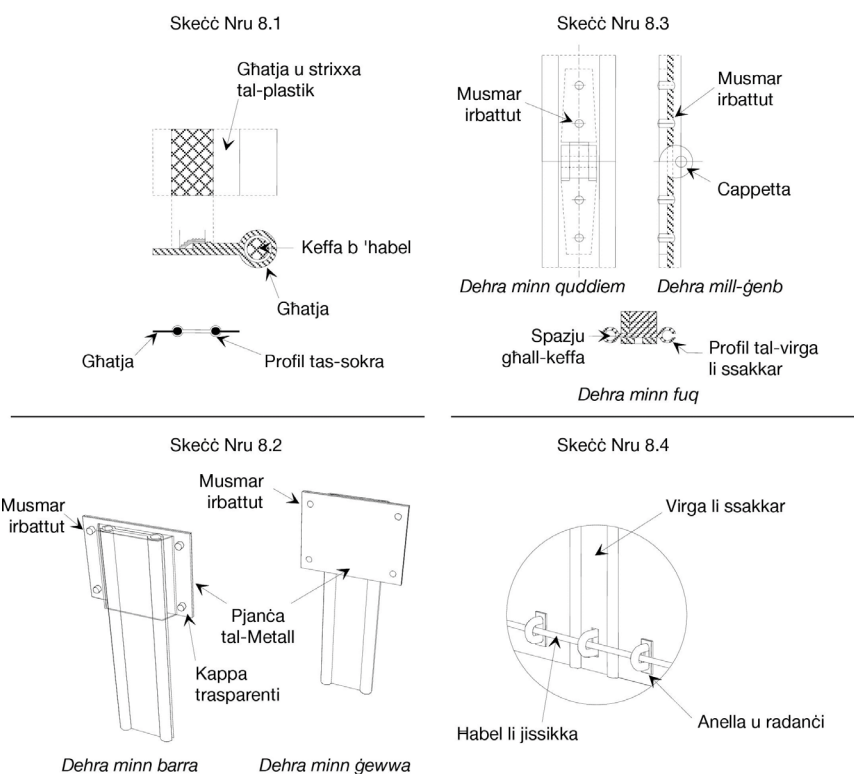 Skeċċ Nru 8.1
Għatja u strixxa
tal-plastik
Keffa b 'habel
Għatja
Għatja
Profil tas-sokra
Skeċċ Nru 8.3
Musmar
irbattut
Musmar
irbattut
Cappetta
Dehra minn quddiem
Dehra mill-ġenb
Spazju
għall-keffa
Profil tal-virga
li ssakkar
Dehra minn fuq
Skeċċ Nru 8.2
Musmar
irbattut
Musmar
irbattut
Pjanċa
tal-Metall
Kappa
trasparenti
Dehra minn barra
Dehra minn ġewwa
Skeċċ Nru 8.4
Virga li ssakkar
Habel li jissikka
Anella u radanċi